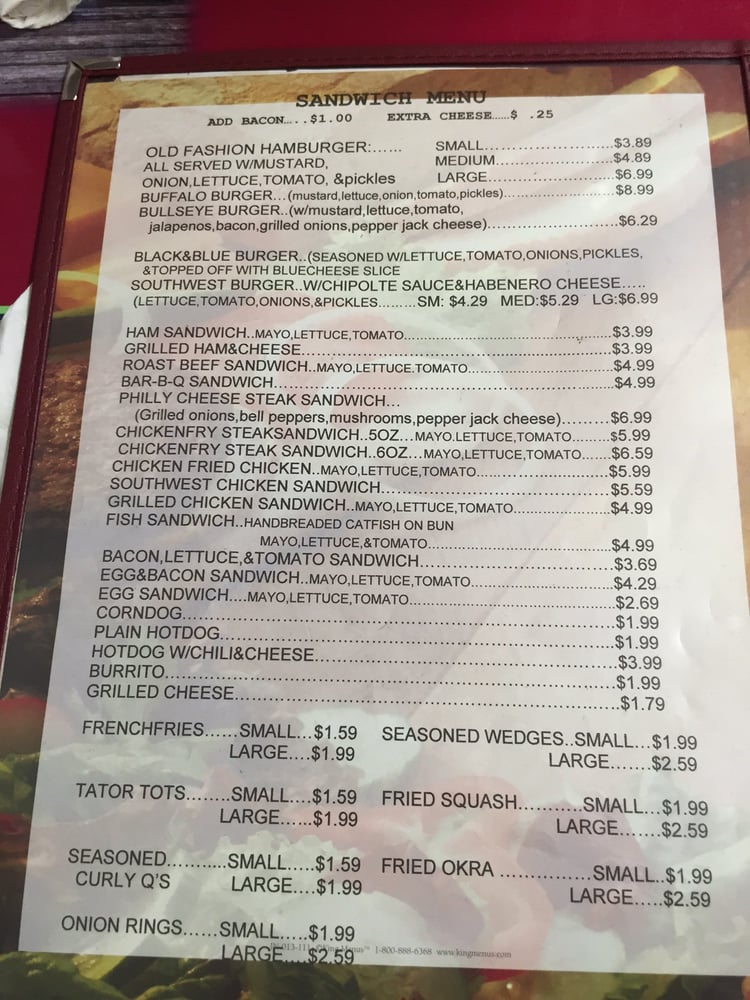 SANDWICH MENU
ADD BACON.....$1.00 EXTRA CHEESE......$ .25
OLD FASHION HAMBURGER:...... SMALL..................................$3.89
ALL SERVED W/MUSTARD, MEDIUM..............................$4.89
ONION,LETTUCE,TOMATO, &pickles LARGE..................................$6.99
BUFFALO BURGER...(mustard,lettuce,onion,tomato,pickles)..........................$8.99
BULLSEYE BURGER..(w/mustard,lettuce,tomato,
jalapenos,bacon,grilled onions,pepper jack cheese)..............................$6.29
BLACK&BLUE BURGER..(SEASONED W/LETTUCE,TOMATO,ONIONS,PICKLES,
&TOPPED OFF WITH BLUECHEESE SLICE
SOUTHWEST BURGER..W/CHIPOLTE SAUCE&HABENERO CHEESE.....
(LETTUCE,TOMATO,ONIONS,&PICKLES.........SM: $4.29 MED:$5.29 LG:$6.99
HAM SANDWICH..MAYO,LETTUCE,TOMATO..................................................$3.99
GRILLED HAM&CHEESE..................................................................$3.99
ROAST BEEF SANDWICH..MAYO,LETTUCE.TOMATO...................................$4.99
BAR-B-Q SANDWICH.......................................................................$4.99
PHILLY CHEESE STEAK SANDWICH...
(Grilled onions,bell peppers,mushrooms,pepper jack cheese).........$6.99
CHICKENFRY STEAKSANDWICH..5OZ...MAYO.LETTUCE,TOMATO.........$5.99
CHICKENFRY STEAK SANDWICH..6OZ...MAYO,LETTUCE,TOMATO.......$6.59
CHICKEN FRIED CHICKEN..MAYO,LETTUCE,TOMATO................................$5.99
SOUTHWEST CHICKEN SANDWICH.................................................$5.59
GRILLED CHICKEN SANDWICH..MAYO,LETTUCE,TOMATO.......................$4.99
FISH SANDWICH..HANDBREADED CATFISH ON BUN
MAYO,LETTUCE,&TOMATO............................................$4.99
BACON,LETTUCE,&TOMATO SANDWICH..........................................$3.69
EGG&BACON SANDWICH..MAYO,LETTUCE,TOMATO..................................$4.29
EGG SANDWICH....MAYO,LETTUCE,TOMATO.................................................$2.69
CORNDOG.....................................................................................$1.99
PLAIN HOTDOG..............................................................................$1.99
HOTDOG W/CHILI&CHEESE..............................................................$3.99
BURRITO......................................................................................$1.99
GRILLED CHEESE...........................................................................$1.79
FRENCHFRIES......SMALL...$1.59 SEASONED WEDGES..SMALL...$1.99
LARGE....$1.99 LARGE.......$2.59
TATOR TOTS........SMALL....$1.59 FRIED SQUASH...........SMALL...$1.99
LARGE......$1.99 LARGE.......$2.59
SEASONED...........SMALL.....$1.59 FRIED OKRA ...............SMALL..$1.99
CURLY Q'S LARGE....$1.99 LARGE.....$2.59
ONION RINGS......SMALL.....$1.99
LARGE....$2.59
King Menus™ 1-800-888-6368 www.kingmenus.com